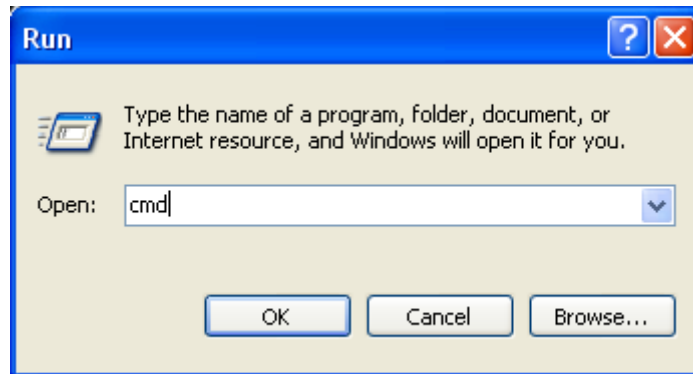 Run
?
Type the name of a program, folder, document, or
Internet resource, and Windows will open it for you.
Open: cmd
OK Cancel Browse...